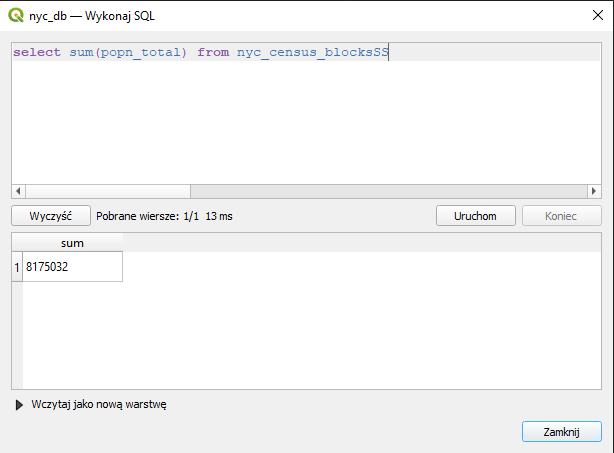 nyc_db — Wykonaj SQL
select sum(popn_total) from nyc_census_blocksSS
Wyczyść Pobrane wiersze: 1/1 13 ms Uruchom Koniec
sum
1 8175032
Wczytaj jako nową warstwę
Zamknij